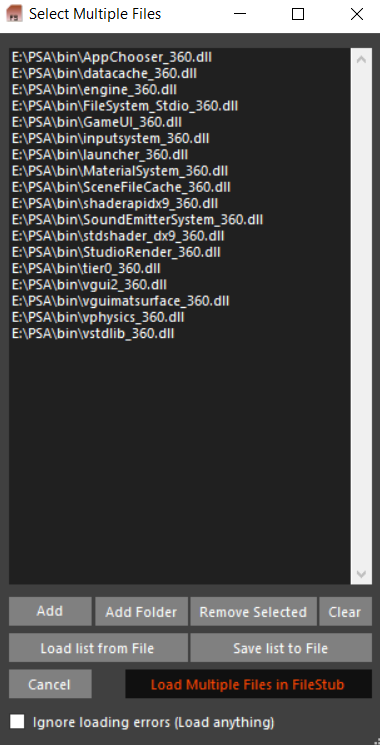 Select Multiple Files
E:\PSA\bin\AppChooser_360.dll
E:\PSA\bin\datacache_360.dll
E:\PSA\bin\engine_360.dll
E:\PSA\bin\FileSystem_Stdio_360.dll
E:\PSA\bin\GameUI_360.dll
E:\PSA\bin\inputsystem_360.dll
E:\PSA\bin\launcher_360.dll
E:\PSA\bin\MaterialSystem_360.dll
E:\PSA\bin\SceneFileCache_360.dll
E:\PSA\bin\shaderapidx9_360.dll
E:\PSA\bin\SoundEmitterSystem_360.dll
E:\PSA\bin\stdshader_dx9_360.dll
E:\PSA\bin\StudioRender_360.dll
E:\PSA\bin\tier0_360.dll
E:\PSA\bin\vgui2_360.dll
E:\PSA\bin\vguimatsurface_360.dll
E:\PSA\bin\vphysics_360.dll
E:\PSA\bin\vstdlib_360.dll
Add Add Folder Remove Selected Clear
Load list from File Save list to File
Cancel Load Multiple Files in FileStub
Ignore loading errors (Load anything)